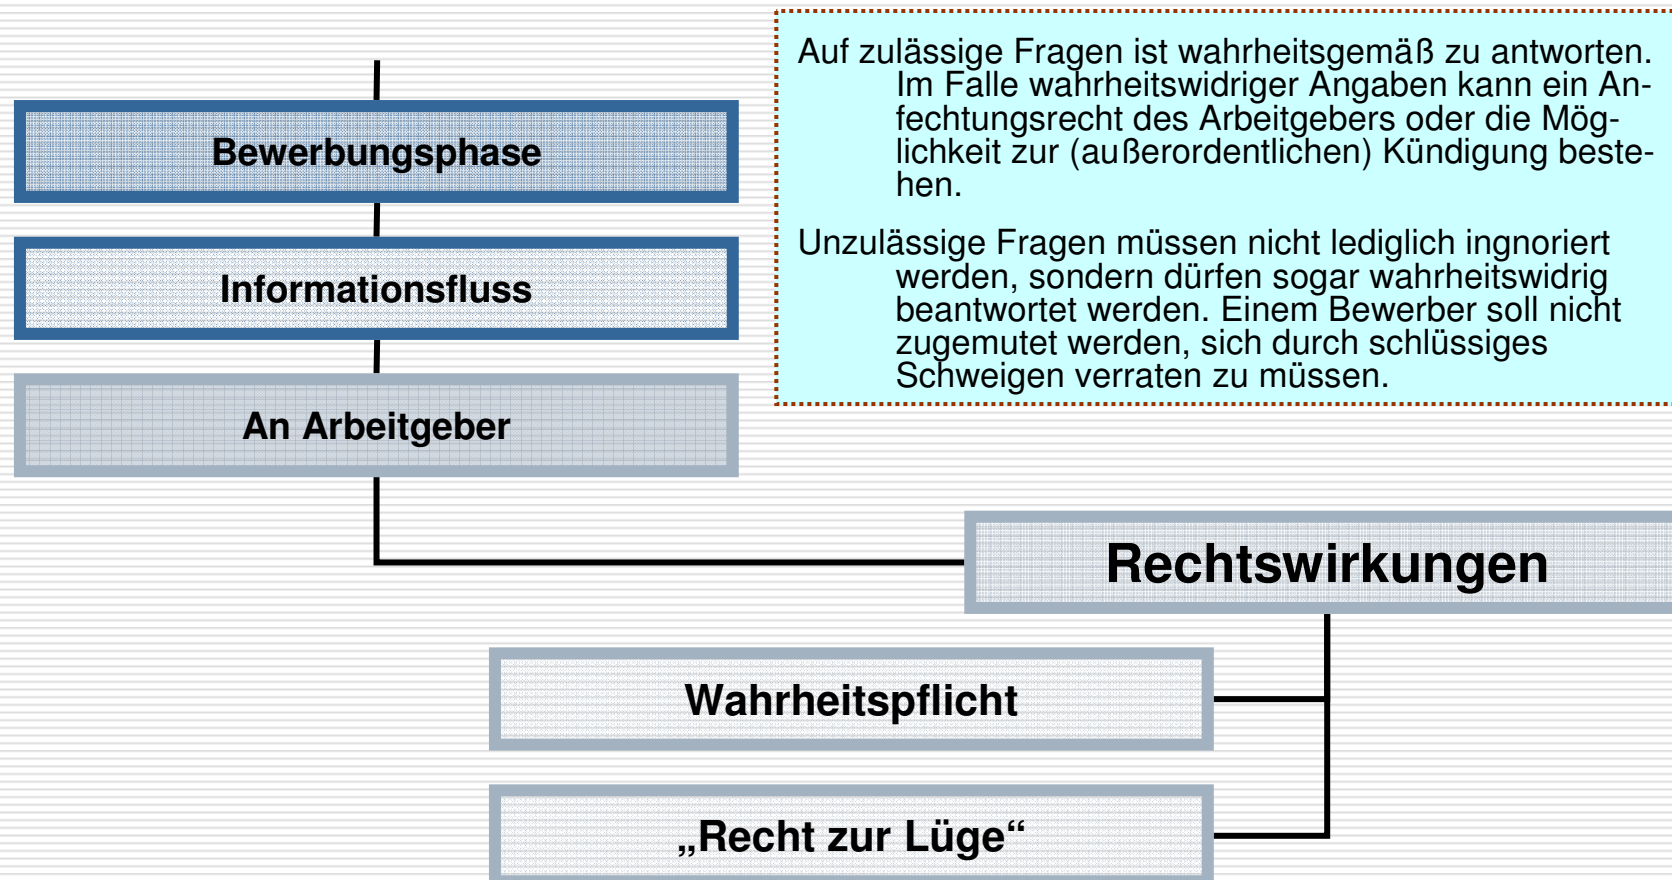 Auf zulässige Fragen ist wahrheitsgemäß zu antworten.
Im Falle wahrheitswidriger Angaben kann ein An-
fechtungsrecht des Arbeitgebers oder die Mög-
lichkeit zur (außerordentlichen) Kündigung beste-
hen.
Unzulässige Fragen müssen nicht lediglich ingnoriert
werden, sondern dürfen sogar wahrheitswidrig
beantwortet werden. Einem Bewerber soll nicht
zugemutet werden, sich durch schlüssiges
Schweigen verraten zu müssen.
Bewerbungsphase
Informationsfluss
An Arbeitgeber
Rechtswirkungen
Wahrheitspflicht
„Recht zur Lüge“